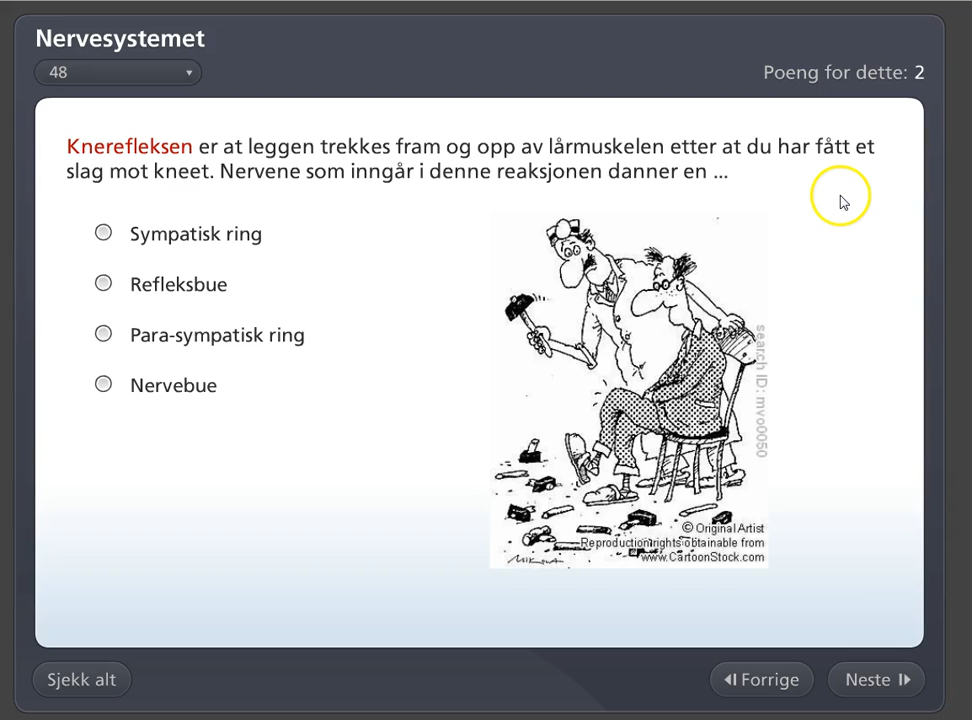 Nervesystemet
48
Poeng for dette: 2
Knerefleksen er at leggen trekkes fram og opp av lårmuskelen etter at du har fått et
slag mot kneet. Nervene som inngår i denne reaksjonen danner en ...
Sympatisk ring
Refleksbue
Para-sympatisk ring
Nervebue
search ID: mvo0050
© Original Artist
Reproduction rights obtainable from
www.CartoonStock.com
Sjekk alt
Forrige
Neste